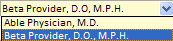 Beta Provider, D.O, M.P.H.
Able Physician, M.D.
Beta Provider, D.O., M.P.H.